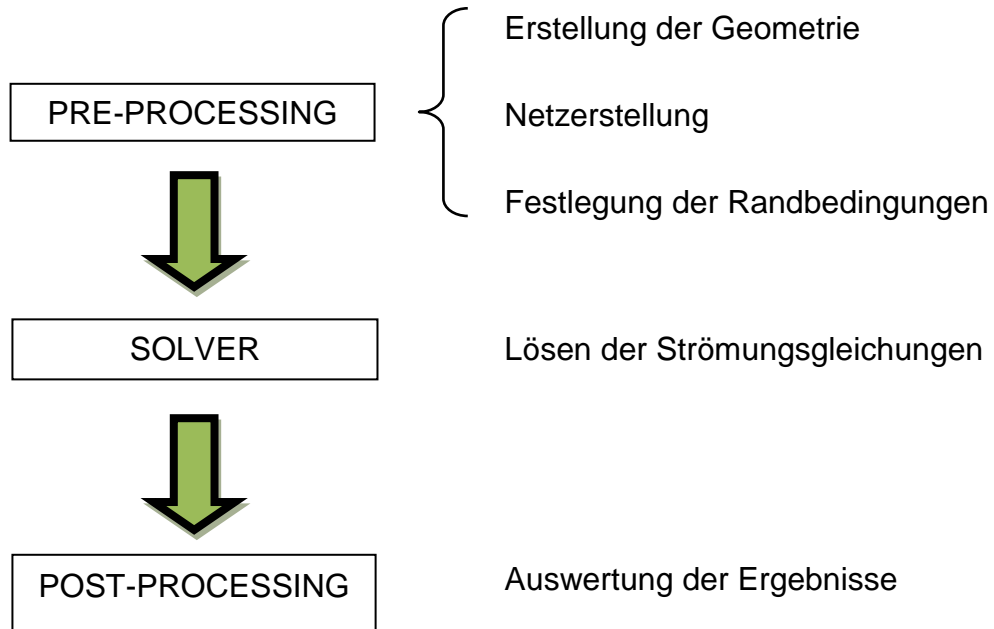 Erstellung der Geometrie
PRE-PROCESSING
Netzerstellung
Festlegung der Randbedingungen
SOLVER
Lösen der Strömungsgleichungen
POST-PROCESSING
Auswertung der Ergebnisse